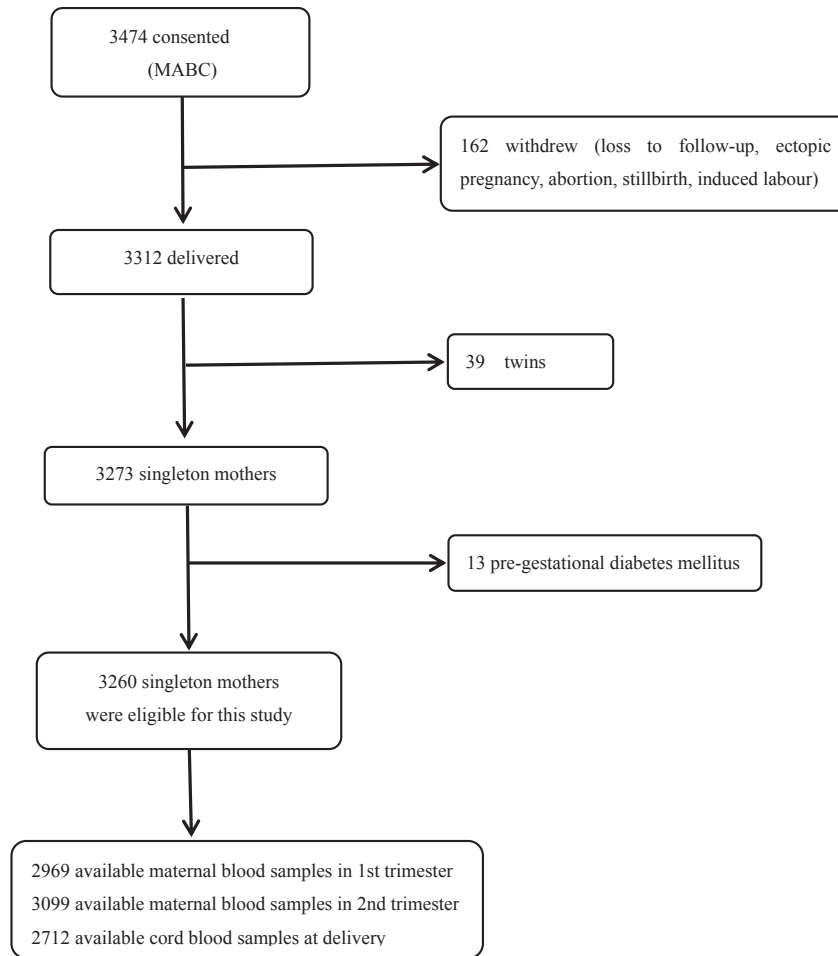 3474 consented
(MABC)
162 withdrew (loss to follow-up, ectopic
pregnancy, abortion, stillbirth, induced labour)
3312 delivered
39 twins
3273 singleton mothers
13 pre-gestational diabetes mellitus
3260 singleton mothers
were eligible for this study
2969 available maternal blood samples in 1st trimester
3099 available maternal blood samples in 2nd trimester
2712 available cord blood samples at delivery